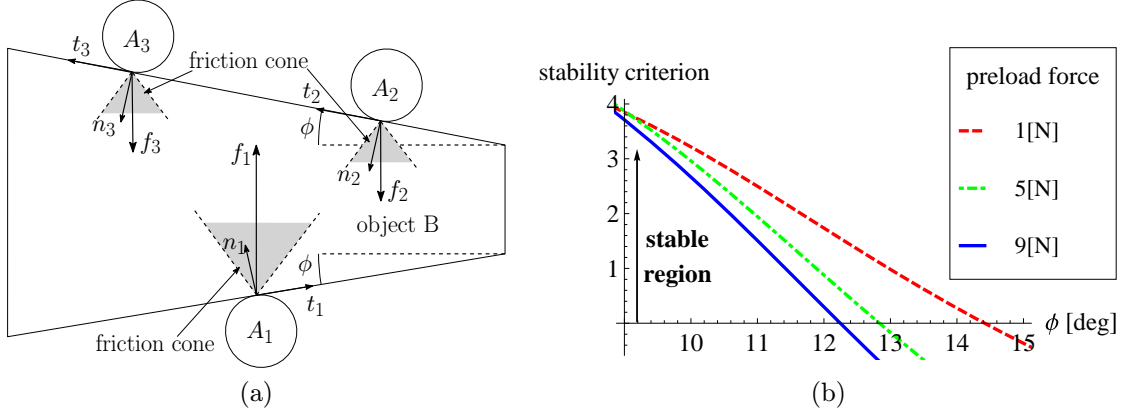 A₃
t₃
friction cone
A₂
t₂
ϕ
n₃
f₃
f₁
n₂
f₂
object B
n₁
ϕ
t₁
A₁
friction cone
(a)
stability criterion
4
3
2
1
stable
region
10 11 12 13 14 15
ϕ [deg]
preload force
1[N]
5[N]
9[N]
(b)